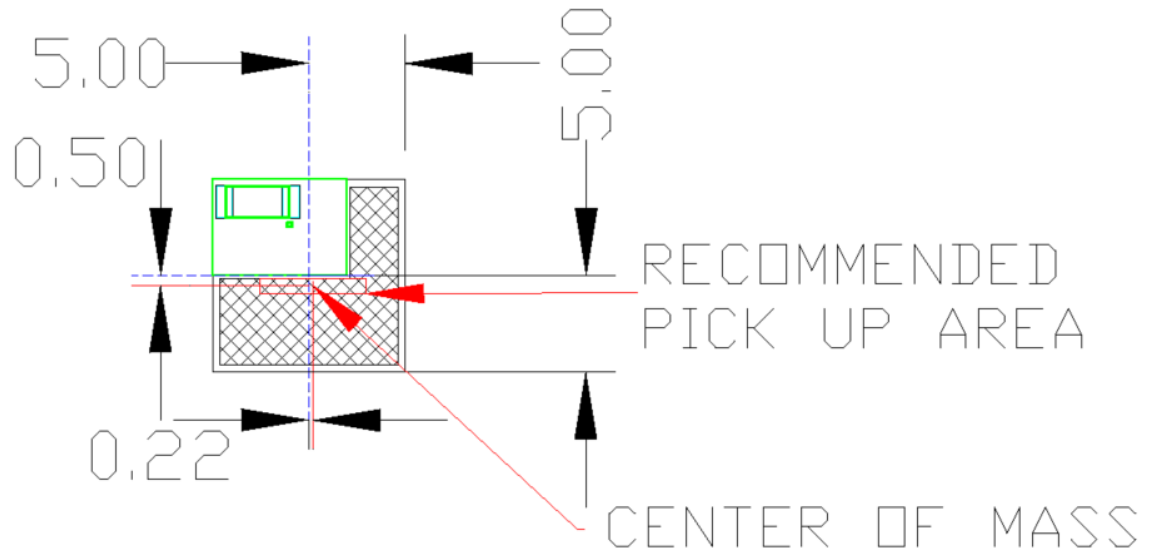 5.00
5.00
0.50
RECOMMENDED
PICK UP AREA
0.22
CENTER OF MASS